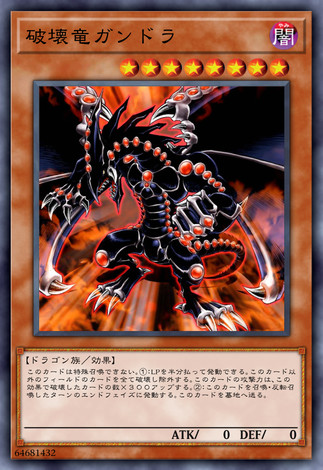 破壊竜ガンドラ
闇
やみ
【ドラゴン族／効果】
このカードは特殊召喚できない。①：LPを半分払って発動できる。このカード以
外のフィールドのカードを全て破壊し除外する。このカードの攻撃力は、この
効果で破壊したカードの数×３００アップする。②：このカードを召喚・反転召
喚したターンのエンドフェイズに発動する。このカードを墓地へ送る。
ATK/ 0 DEF/ 0
64681432